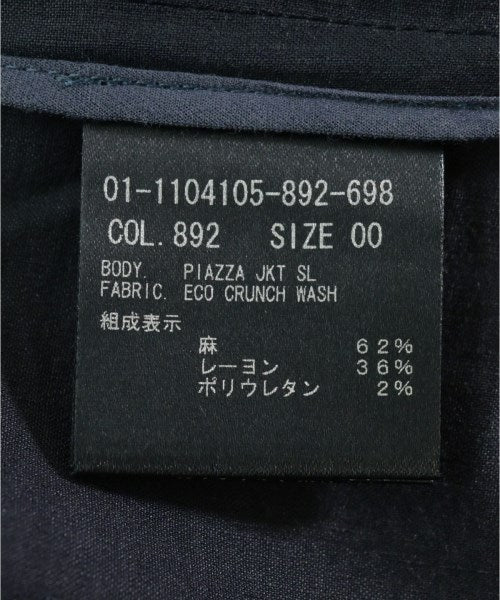 01-1104105-892-698
COL. 892 SIZE 00
BODY. PIAZZA JKT SL
FABRIC. ECO CRUNCH WASH
組成表示
麻 62%
レーヨン 36%
ポリウレタン 2%